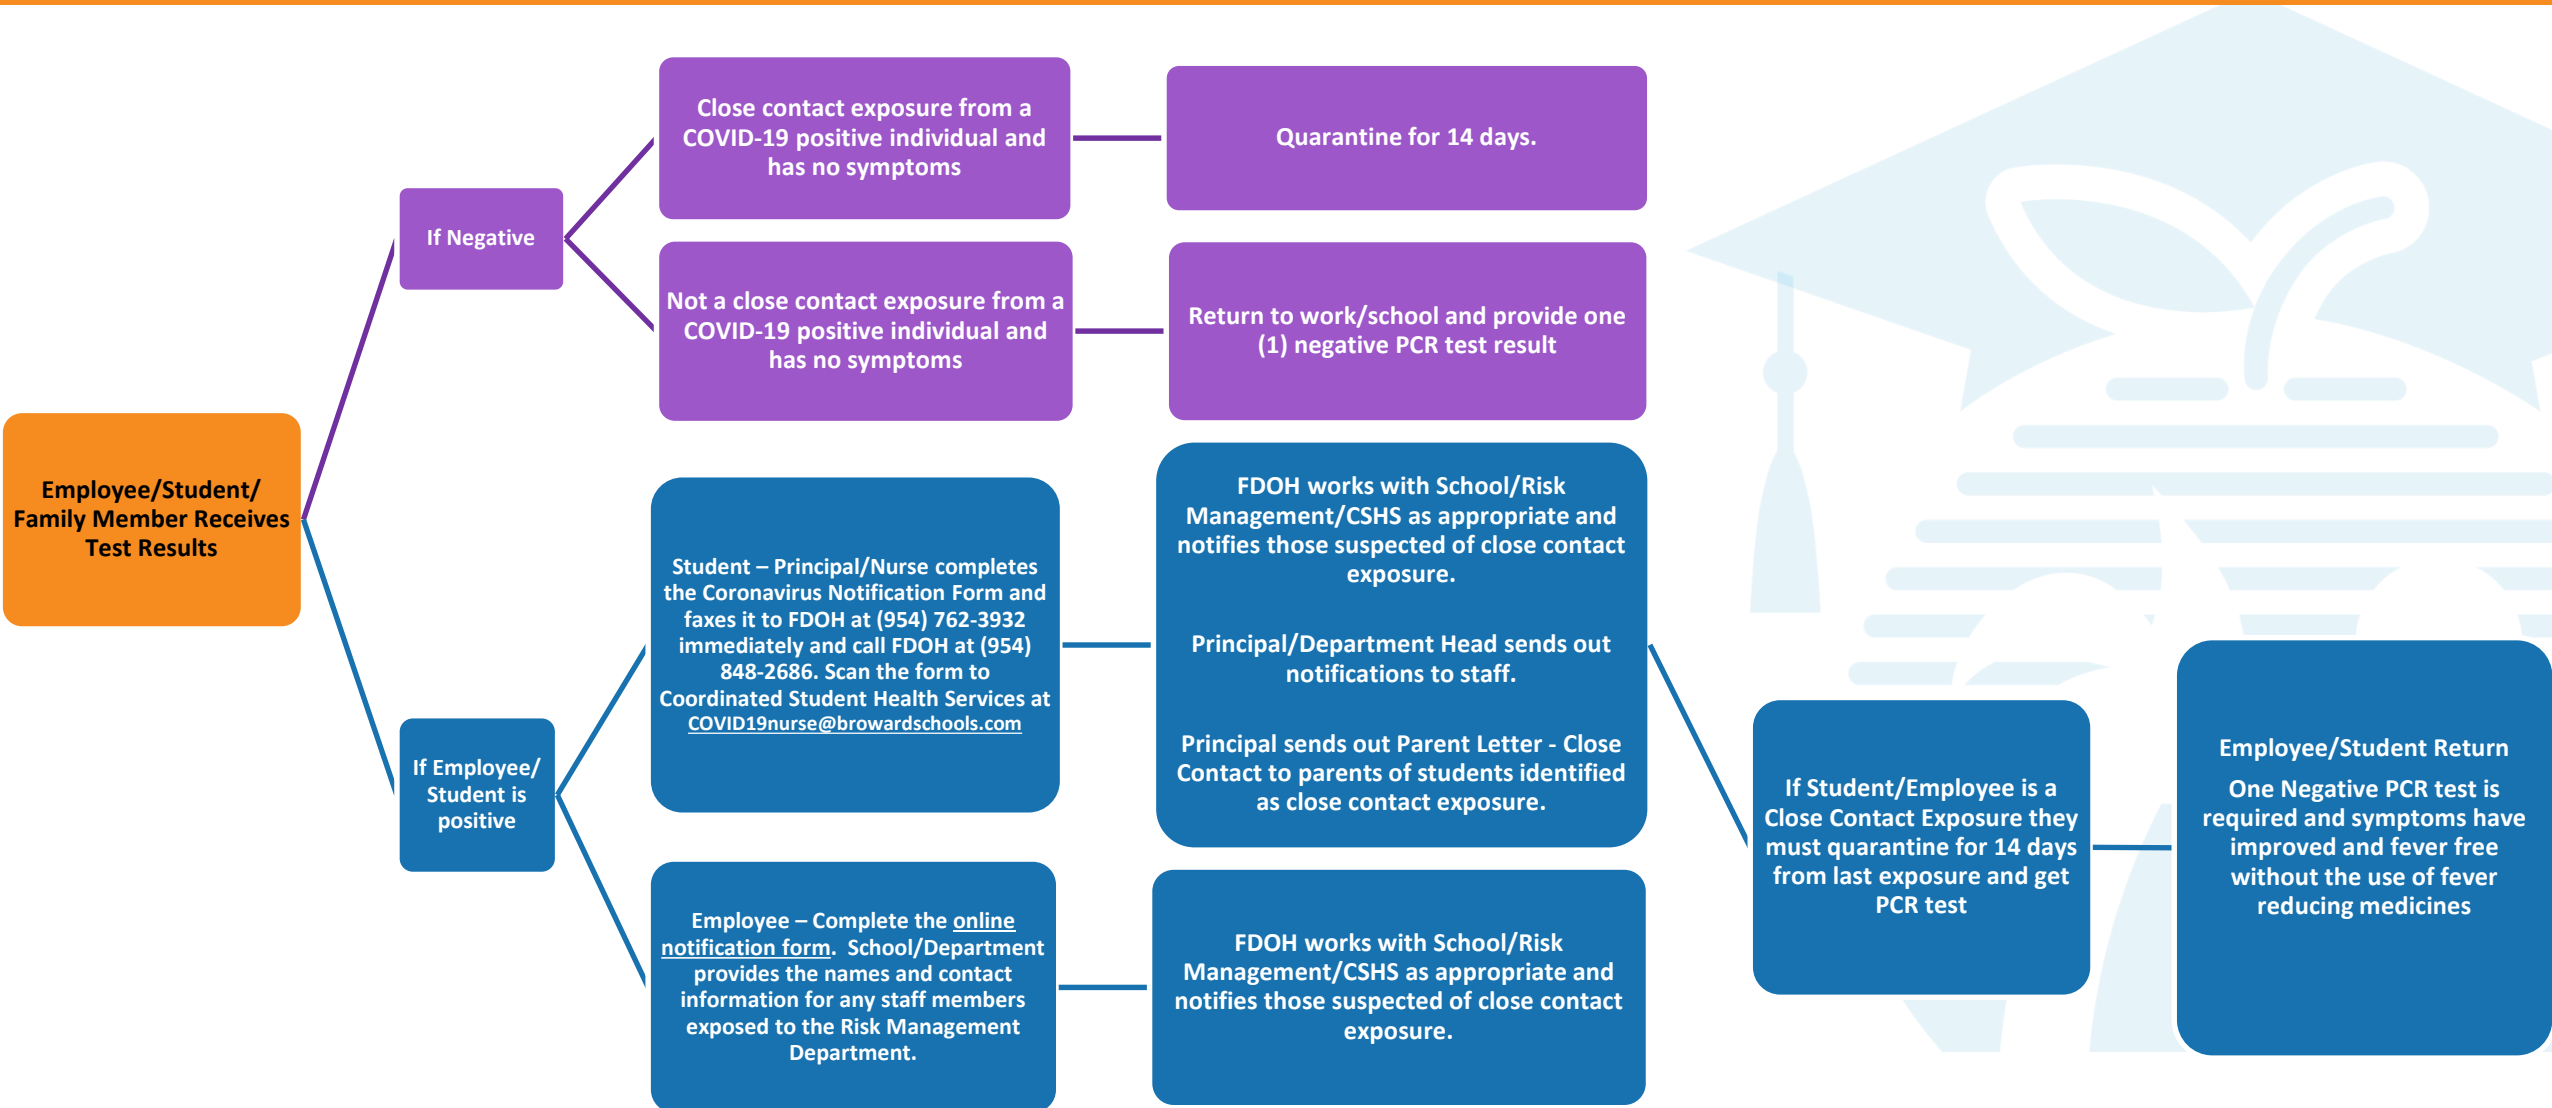 Employee/Student/
Family Member Receives
Test Results
If Negative
Close contact exposure from a
COVID-19 positive individual and
has no symptoms
Quarantine for 14 days.
Not a close contact exposure from a
COVID-19 positive individual and
has no symptoms
Return to work/school and provide one
(1) negative PCR test result
If Employee/
Student is
positive
Student – Principal/Nurse completes
the Coronavirus Notification Form and
faxes it to FDOH at (954) 762-3932
immediately and call FDOH at (954)
848-2686. Scan the form to
Coordinated Student Health Services at
COVID19nurse@browardschools.com
FDOH works with School/Risk
Management/CSHS as appropriate and
notifies those suspected of close contact
exposure.
Principal/Department Head sends out
notifications to staff.
Principal sends out Parent Letter - Close
Contact to parents of students identified
as close contact exposure.
Employee – Complete the online
notification form. School/Department
provides the names and contact
information for any staff members
exposed to the Risk Management
Department.
FDOH works with School/Risk
Management/CSHS as appropriate and
notifies those suspected of close contact
exposure.
If Student/Employee is a
Close Contact Exposure they
must quarantine for 14 days
from last exposure and get
PCR test
Employee/Student Return
One Negative PCR test is
required and symptoms have
improved and fever free
without the use of fever
reducing medicines